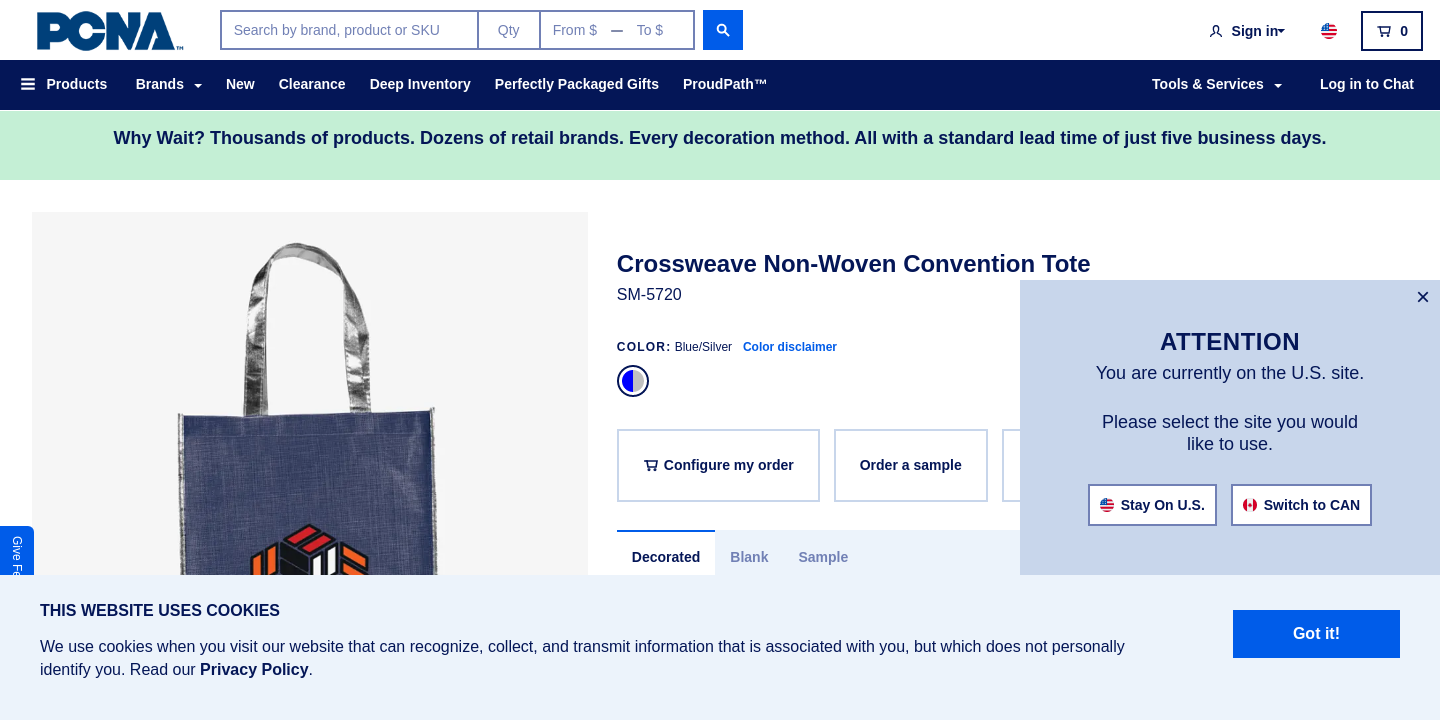 PCNA™
Search by brand, product or SKU
Qty
From $ — To $
Sign in
0
Products
Brands
New
Clearance
Deep Inventory
Perfectly Packaged Gifts
ProudPath™
Tools & Services
Log in to Chat
Why Wait? Thousands of products. Dozens of retail brands. Every decoration method. All with a standard lead time of just five business days.
Crossweave Non-Woven Convention Tote
SM-5720
COLOR: Blue/Silver Color disclaimer
Configure my order
Order a sample
Decorated
Blank
Sample
×
ATTENTION
You are currently on the U.S. site.
Please select the site you would
like to use.
Stay On U.S.
Switch to CAN
Give Fe
THIS WEBSITE USES COOKIES
We use cookies when you visit our website that can recognize, collect, and transmit information that is associated with you, but which does not personally
identify you. Read our Privacy Policy.
Got it!